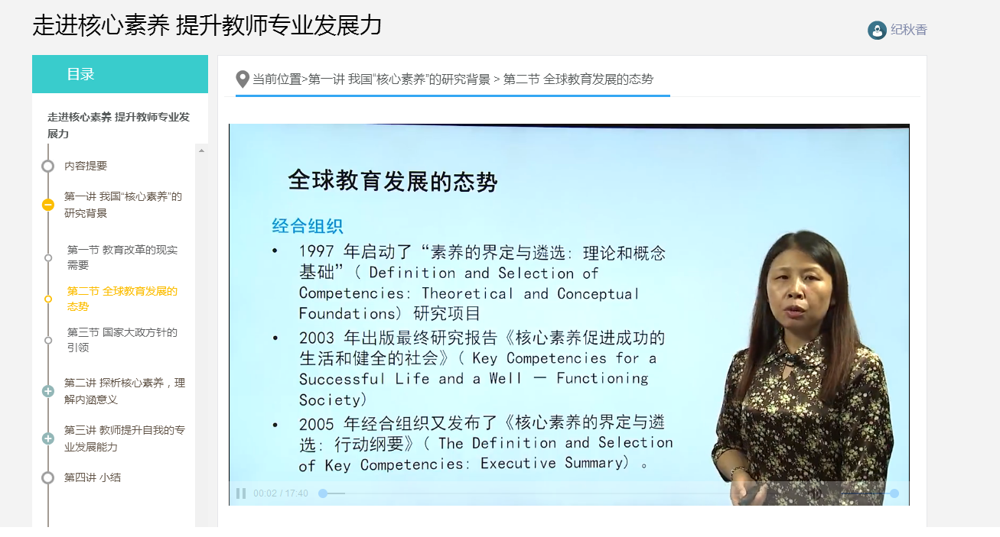 走进核心素养 提升教师专业发展力
纪秋香
目录
走进核心素养 提升教师专业发
展力
内容提要
第一讲 我国“核心素养”的
研究背景
第一节 教育改革的现实
需要
第二节 全球教育发展的
态势
第三节 国家大政方针的
引领
第二讲 探析核心素养，理
解内涵意义
第三讲 教师提升自我的专
业发展能力
第四讲 小结
当前位置>第一讲 我国“核心素养”的研究背景 > 第二节 全球教育发展的态势
全球教育发展的态势
经合组织
• 1997 年启动了“素养的界定与遴选：理论和概念
基础”（ Definition and Selection of
Competencies: Theoretical and Conceptual
Foundations）研究项目
• 2003 年出版最终研究报告《核心素养促进成功的
生活和健全的社会》（ Key Competencies for a
Successful Life and a Well — Functioning
Society）
• 2005 年经合组织又发布了《核心素养的界定与遴
选：行动纲要》（ The Definition and Selection
of Key Competencies: Executive Summary）。
00:02 / 17:40